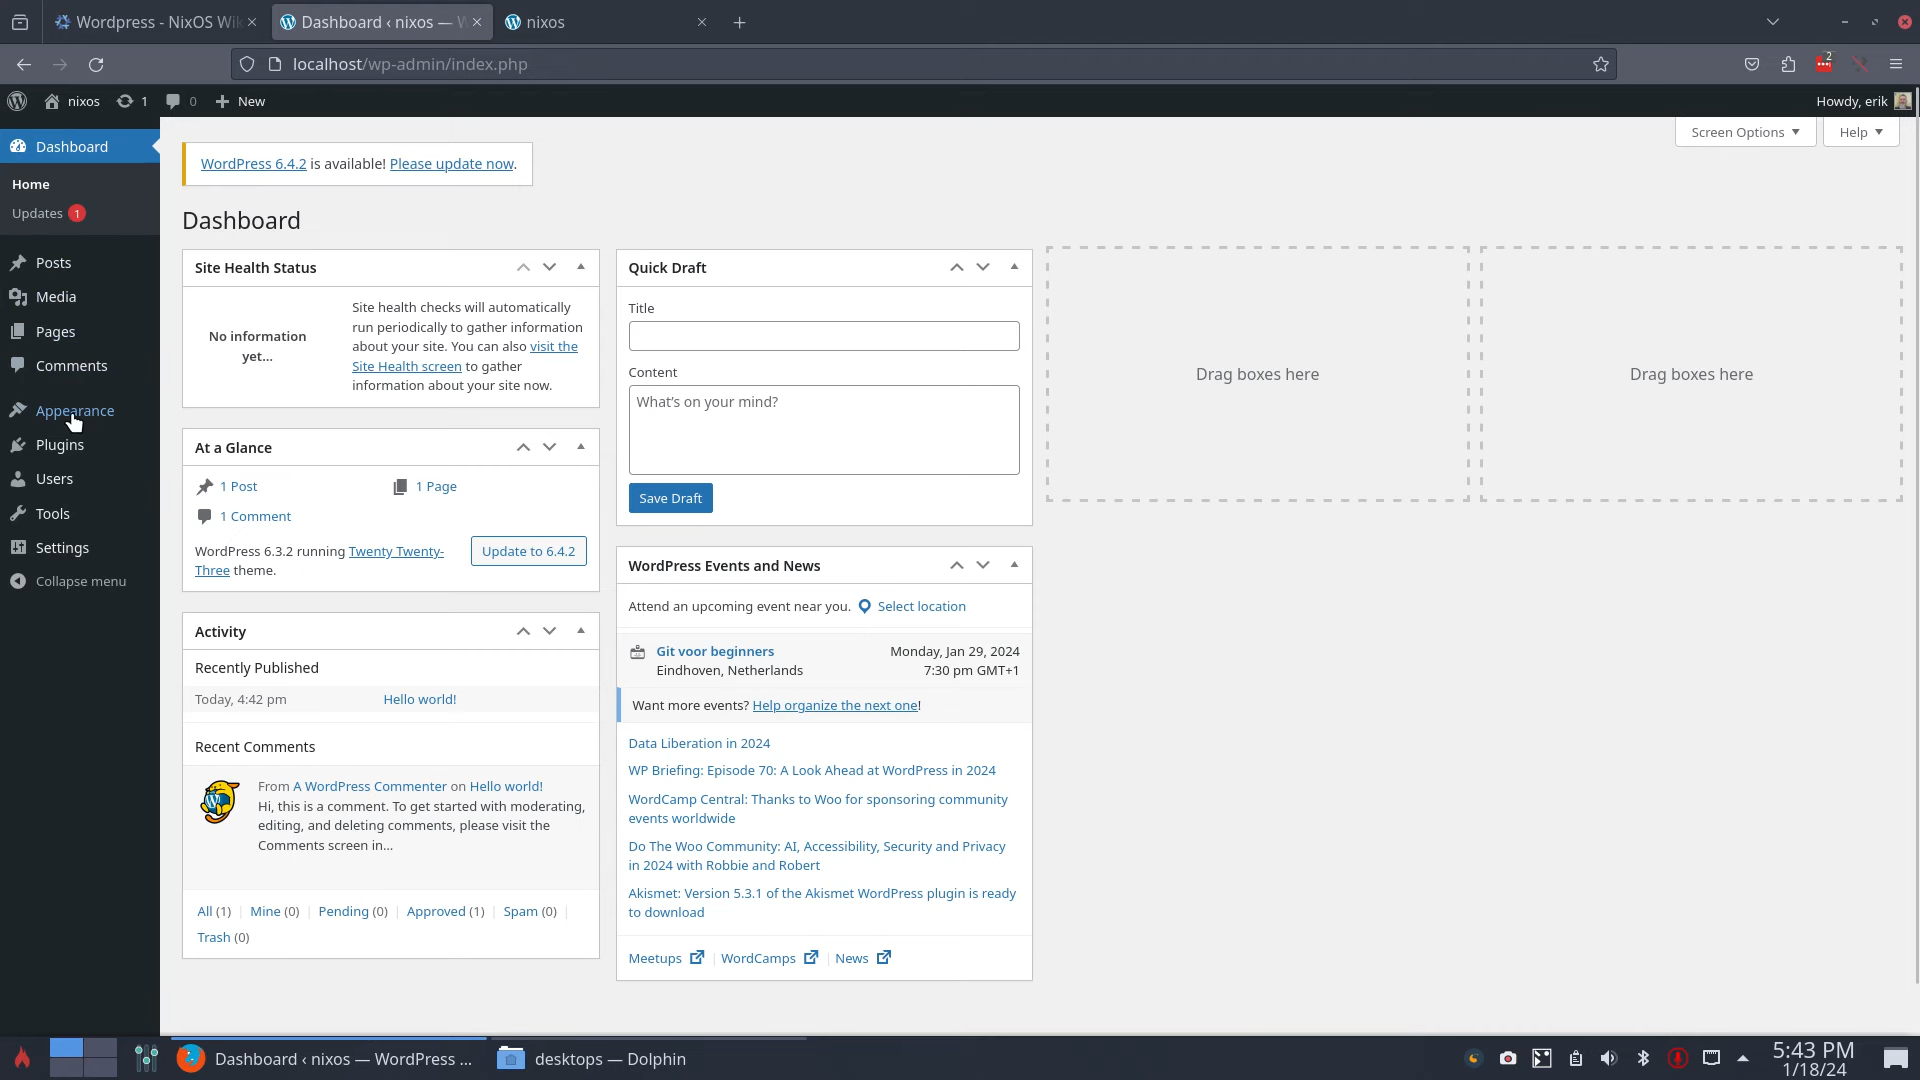 Wordpress - NixOS Wik
Dashboard ‹ nixos — W
nixos
localhost/wp-admin/index.php
2
nixos
1
0
New
Howdy, erik
Dashboard
Home
Updates 1
Posts
Media
Pages
Comments
Appearance
Plugins
Users
Tools
Settings
Collapse menu
Screen Options
Help
WordPress 6.4.2 is available! Please update now.
Dashboard
Site Health Status
No information
yet...
Site health checks will automatically
run periodically to gather information
about your site. You can also visit the
Site Health screen to gather
information about your site now.
At a Glance
1 Post
1 Page
1 Comment
WordPress 6.3.2 running Twenty Twenty-
Three theme.
Update to 6.4.2
Activity
Recently Published
Today, 4:42 pm
Hello world!
Recent Comments
From A WordPress Commenter on Hello world!
Hi, this is a comment. To get started with moderating,
editing, and deleting comments, please visit the
Comments screen in...
All (1) | Mine (0) | Pending (0) | Approved (1) | Spam (0) |
Trash (0)
Quick Draft
Title
Content
What's on your mind?
Save Draft
WordPress Events and News
Attend an upcoming event near you.
Select location
Git voor beginners
Eindhoven, Netherlands
Monday, Jan 29, 2024
7:30 pm GMT+1
Want more events? Help organize the next one!
Data Liberation in 2024
WP Briefing: Episode 70: A Look Ahead at WordPress in 2024
WordCamp Central: Thanks to Woo for sponsoring community
events worldwide
Do The Woo Community: AI, Accessibility, Security and Privacy
in 2024 with Robbie and Robert
Akismet: Version 5.3.1 of the Akismet WordPress plugin is ready
to download
Meetups | WordCamps | News
Drag boxes here
Drag boxes here
Dashboard ‹ nixos — WordPress ...
desktops — Dolphin
5:43 PM
1/18/24